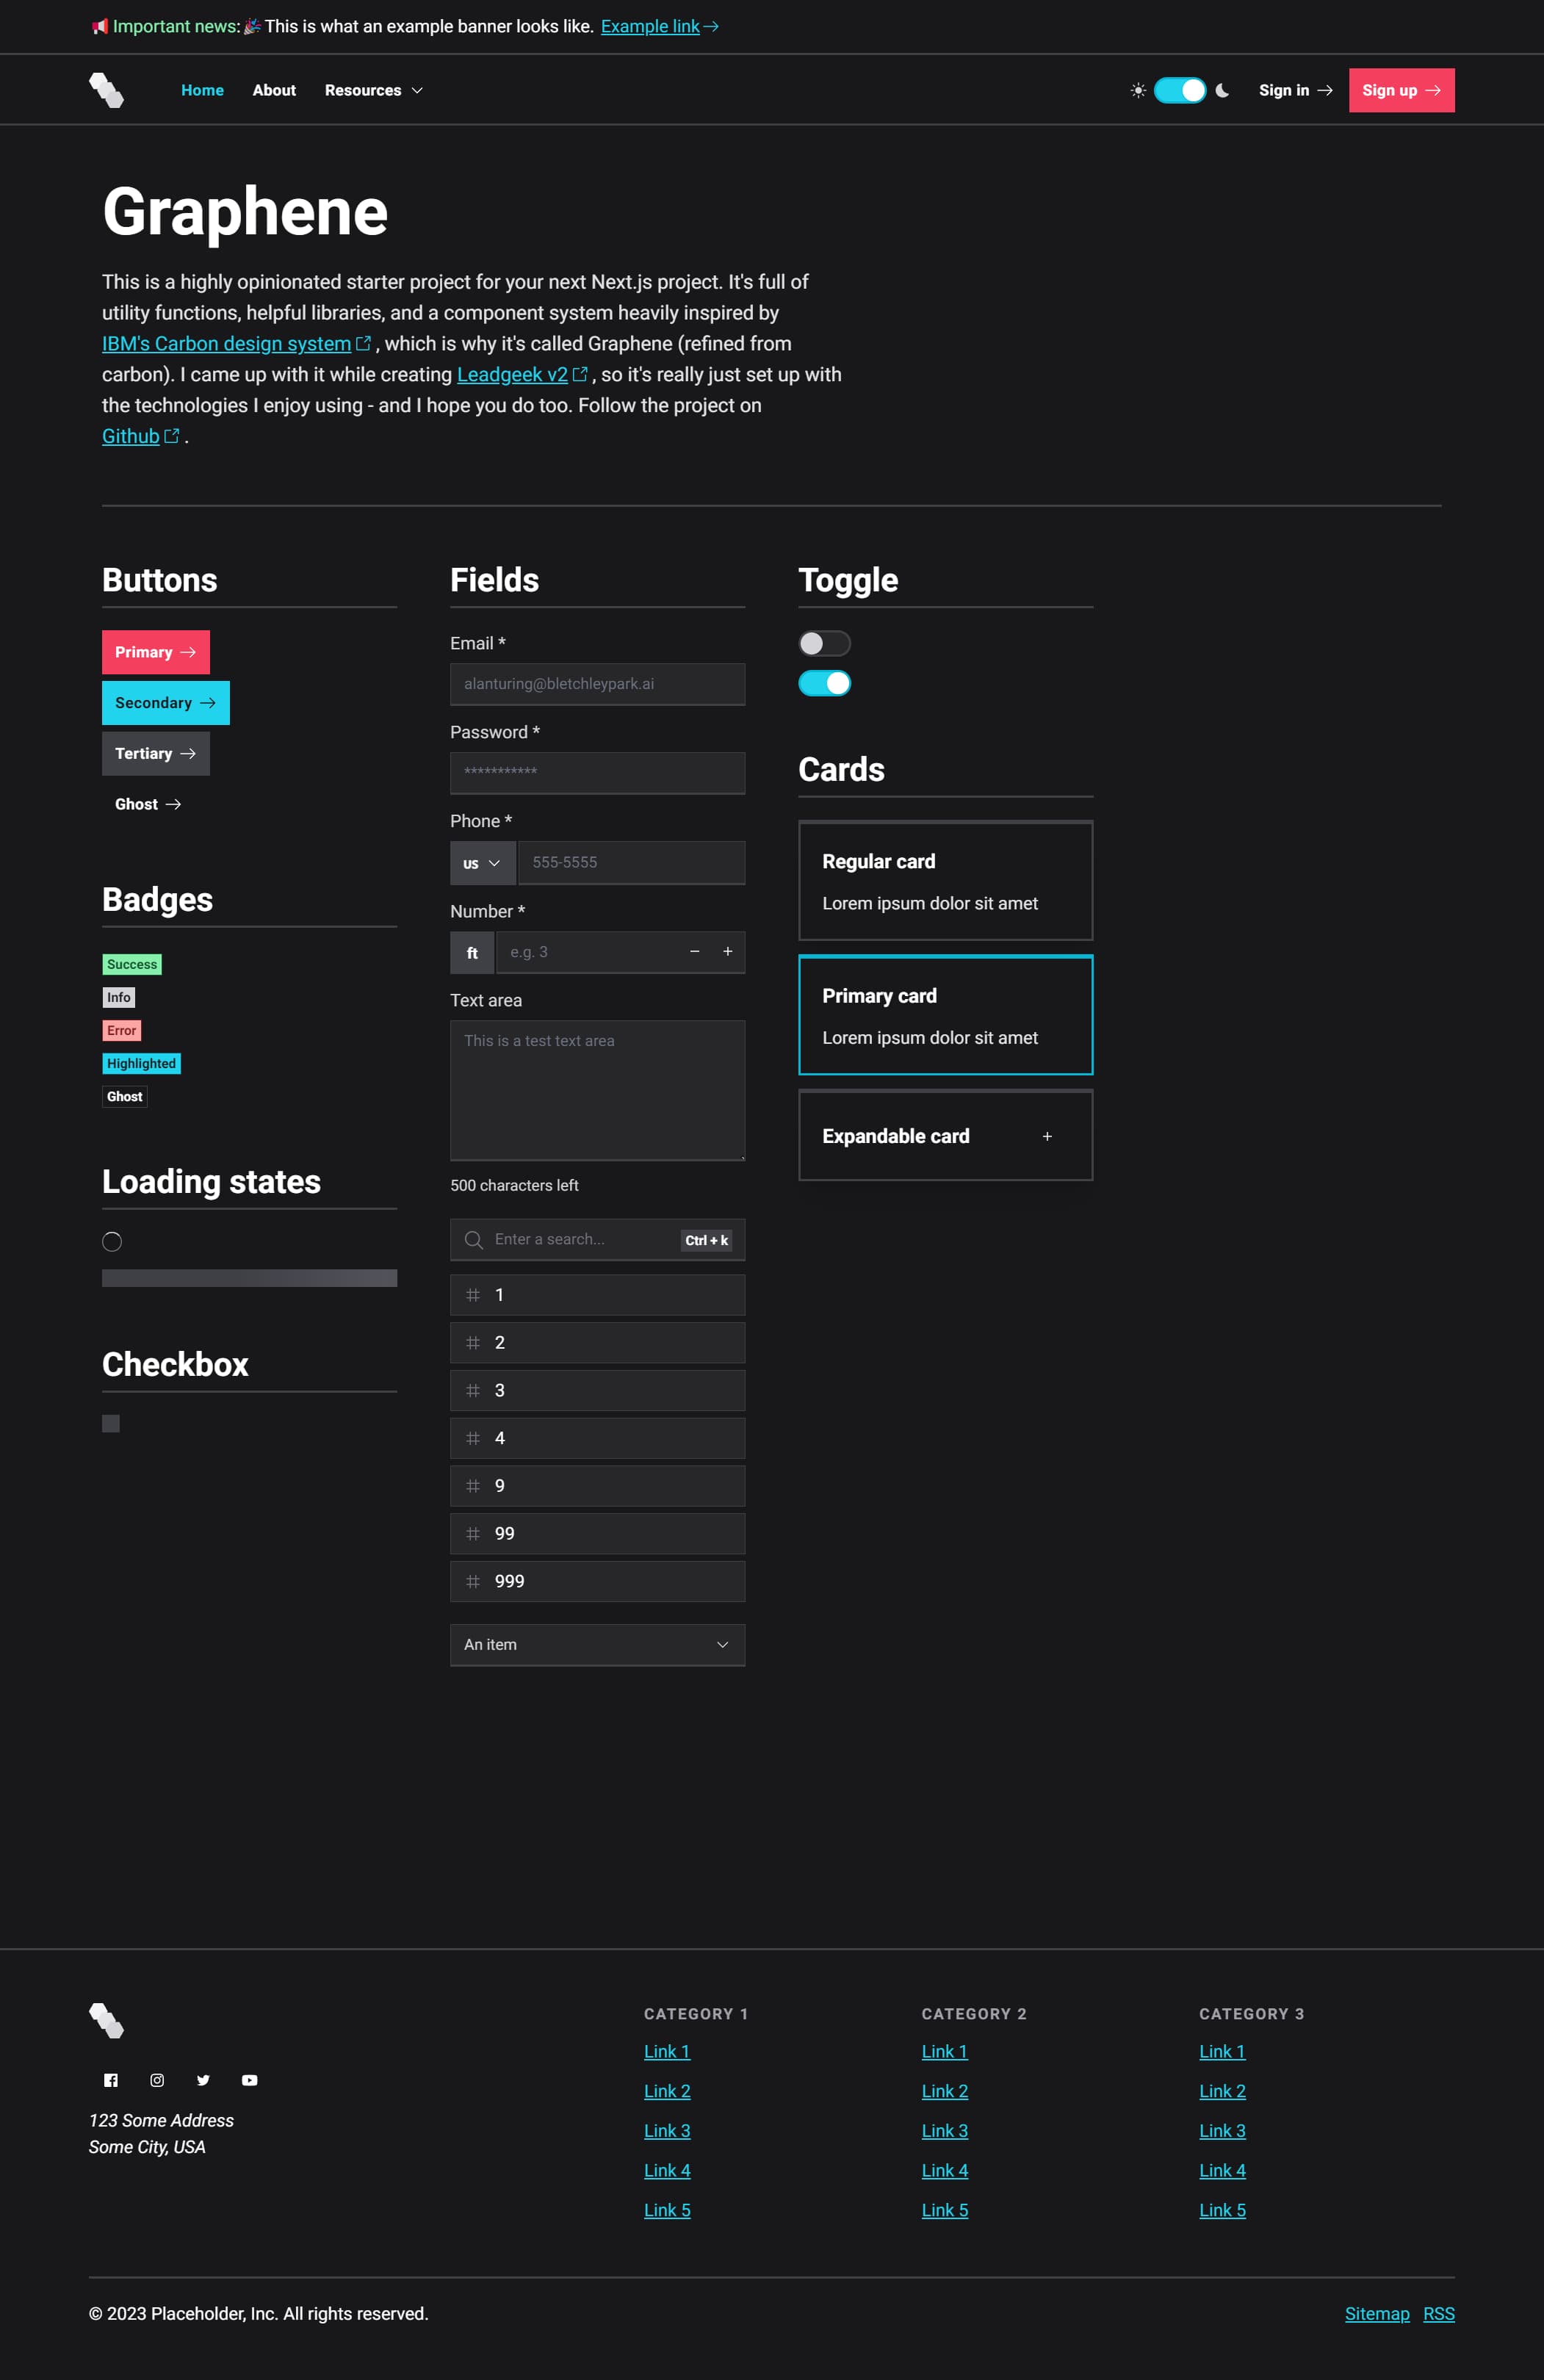 Important news: This is what an example banner looks like. Example link
Home About Resources Sign in Sign up
Graphene
This is a highly opinionated starter project for your next Next.js project. It's full of
utility functions, helpful libraries, and a component system heavily inspired by
IBM's Carbon design system , which is why it's called Graphene (refined from
carbon). I came up with it while creating Leadgeek v2 , so it's really just set up with
the technologies I enjoy using - and I hope you do too. Follow the project on
Github .
Buttons
Primary
Secondary
Tertiary
Ghost
Badges
Success
Info
Error
Highlighted
Ghost
Loading states
Checkbox
Fields
Email *
alanturing@bletchleypark.ai
Password *
***********
Phone *
us 555-5555
Number *
ft e.g. 3 − +
Text area
This is a test text area
500 characters left
Enter a search... Ctrl + k
# 1
# 2
# 3
# 4
# 9
# 99
# 999
An item
Toggle
Cards
Regular card
Lorem ipsum dolor sit amet
Primary card
Lorem ipsum dolor sit amet
Expandable card +
123 Some Address
Some City, USA
CATEGORY 1
Link 1
Link 2
Link 3
Link 4
Link 5
CATEGORY 2
Link 1
Link 2
Link 3
Link 4
Link 5
CATEGORY 3
Link 1
Link 2
Link 3
Link 4
Link 5
© 2023 Placeholder, Inc. All rights reserved.
Sitemap RSS